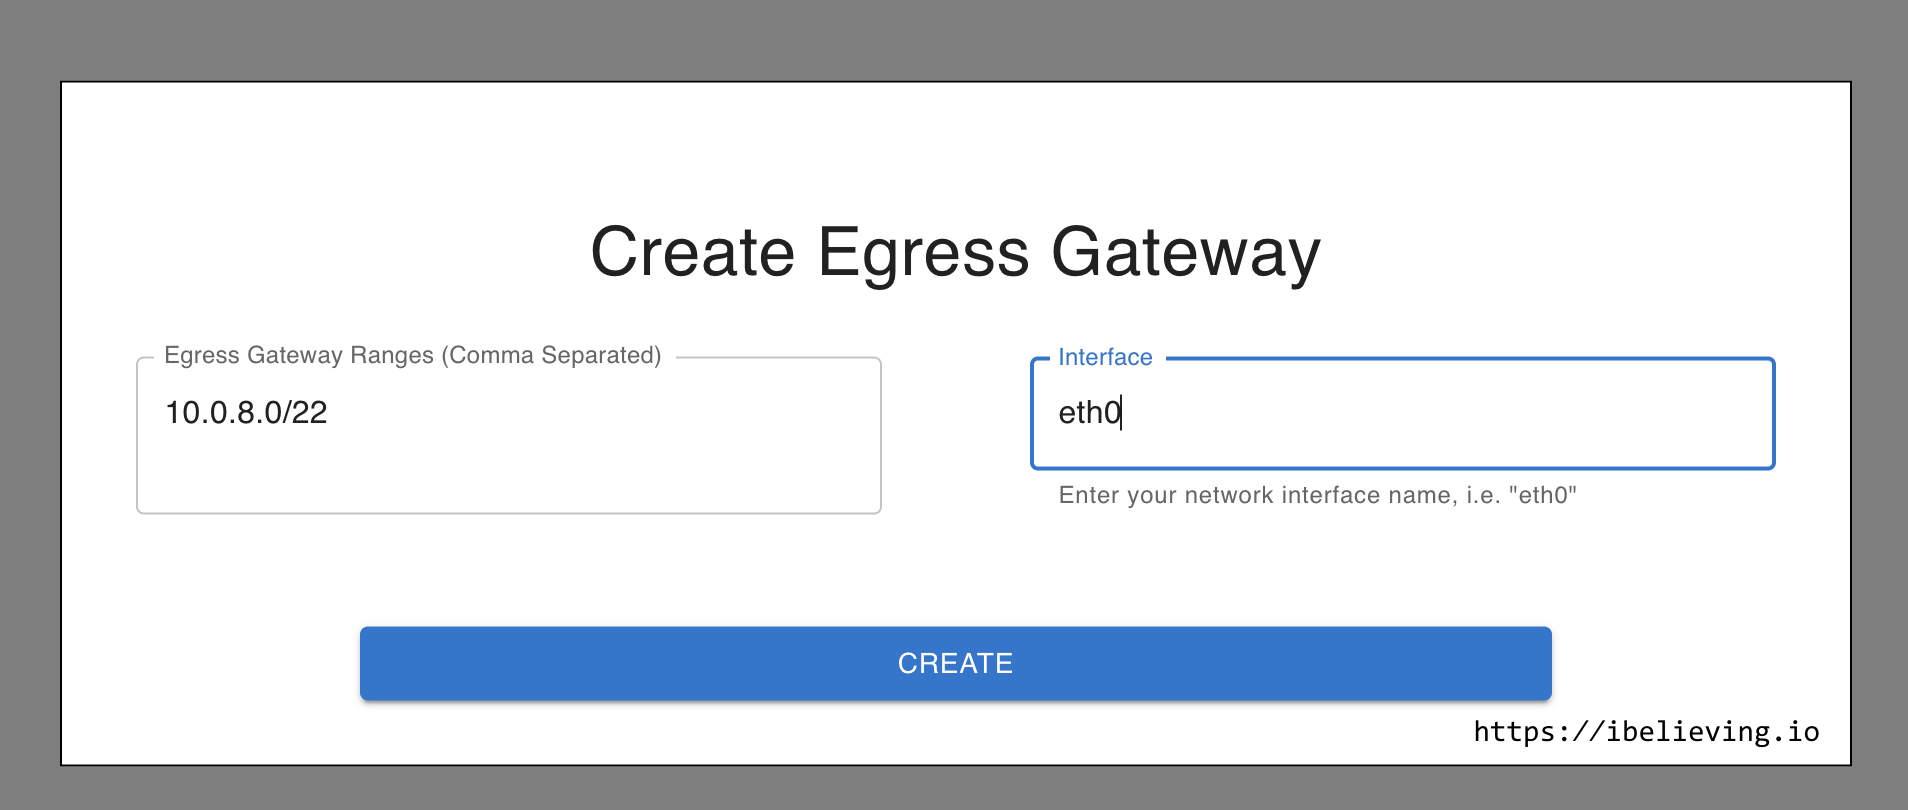 Create Egress Gateway
Egress Gateway Ranges (Comma Separated)
10.0.8.0/22
Interface
eth0
Enter your network interface name, i.e. "eth0"
CREATE
https://ibelieving.io